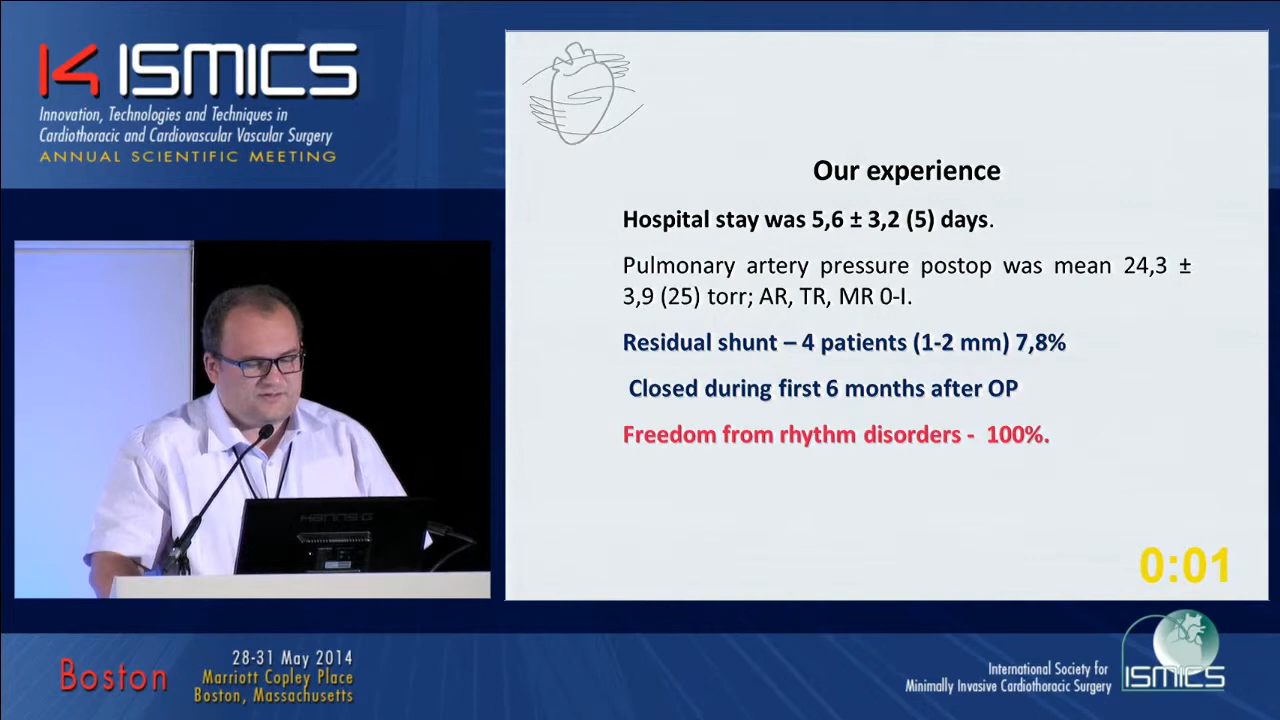 14 ISMICS
Innovation, Technologies and Techniques in
Cardiothoracic and Cardiovascular Vascular Surgery
ANNUAL SCIENTIFIC MEETING
Our experience
Hospital stay was 5,6 ± 3,2 (5) days.
Pulmonary artery pressure postop was mean 24,3 ±
3,9 (25) torr; AR, TR, MR 0-I.
Residual shunt – 4 patients (1-2 mm) 7,8%
Closed during first 6 months after OP
Freedom from rhythm disorders - 100%.
0:01
HANNS-G
Boston
28-31 May 2014
Marriott Copley Place
Boston, Massachusetts
International Society for
Minimally Invasive Cardiothoracic Surgery
ISMICS